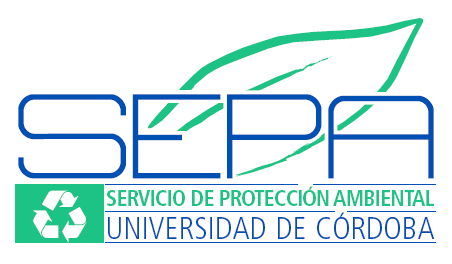 SEPA
SERVICIO DE PROTECCIÓN AMBIENTAL
UNIVERSIDAD DE CÓRDOBA